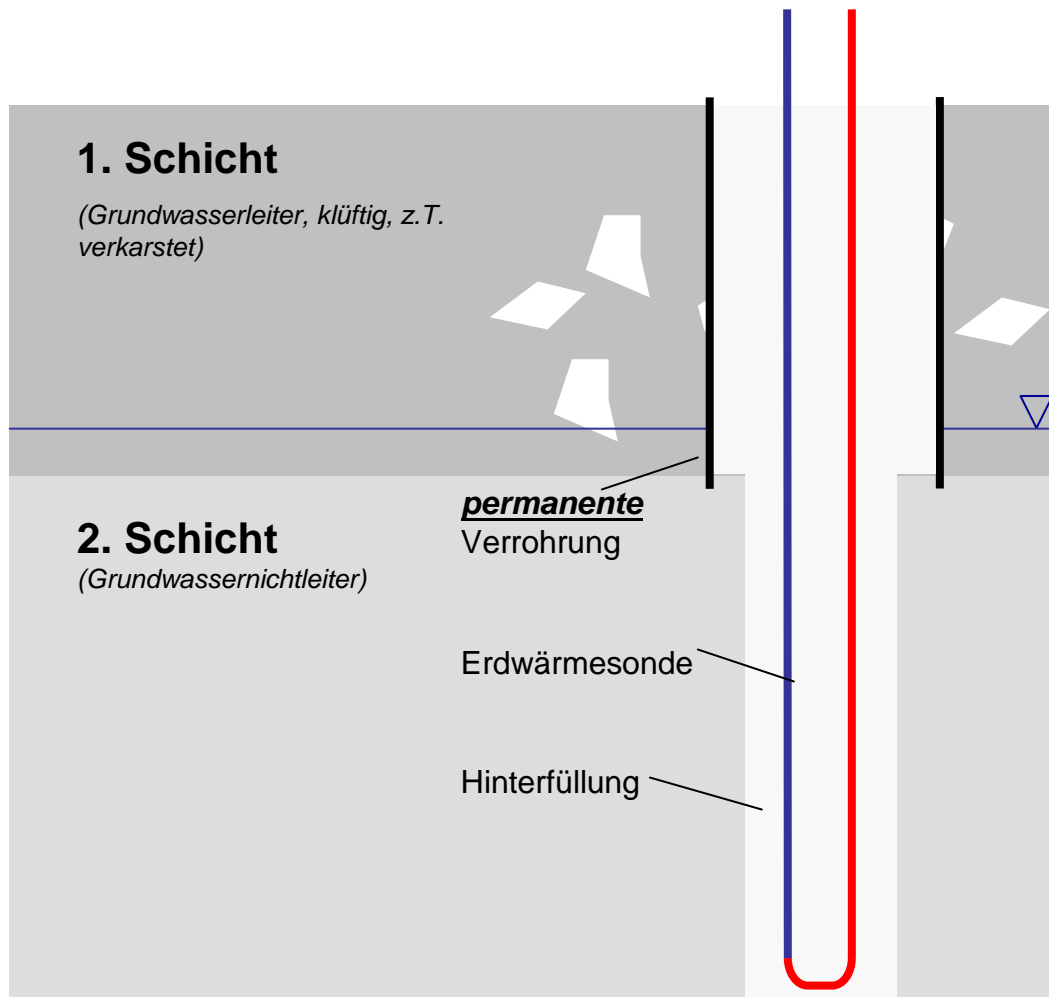 1. Schicht
(Grundwasserleiter, klüftig, z.T.
verkarstet)
permanente
Verrohrung
2. Schicht
(Grundwassernichtleiter)
Erdwärmesonde
Hinterfüllung